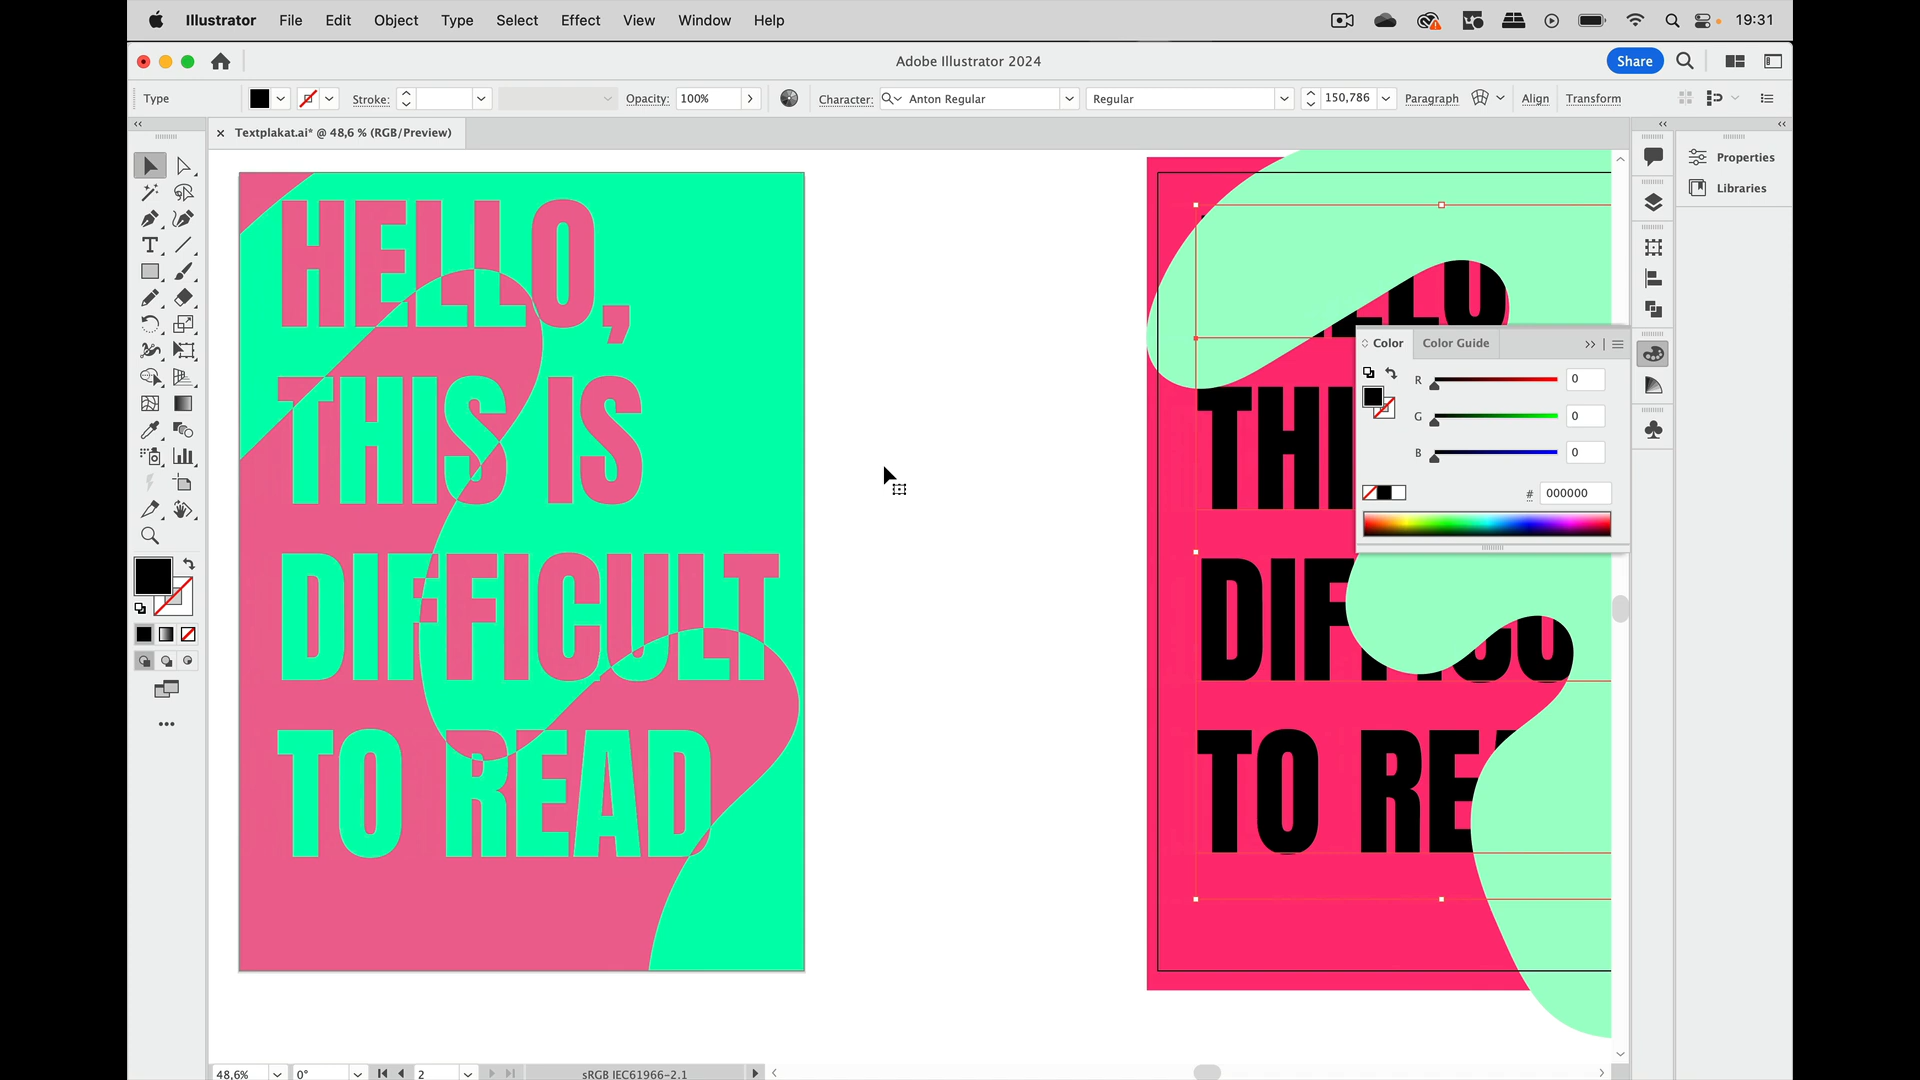 Illustrator File Edit Object Type Select Effect View Window Help 19:31
Adobe Illustrator 2024 Share
Type Stroke: Opacity: 100% Character: Anton Regular Regular 150,786 Paragraph Align Transform
Textplakat.ai* @ 48,6 % (RGB/Preview)
Properties
Libraries
HELLO,
THIS IS
DIFFICULT
TO READ
THI
DIFFICU
TO REA
Color Color Guide
R 0
G 0
B 0
# 000000
48,6% 0° 2 sRGB IEC61966-2.1